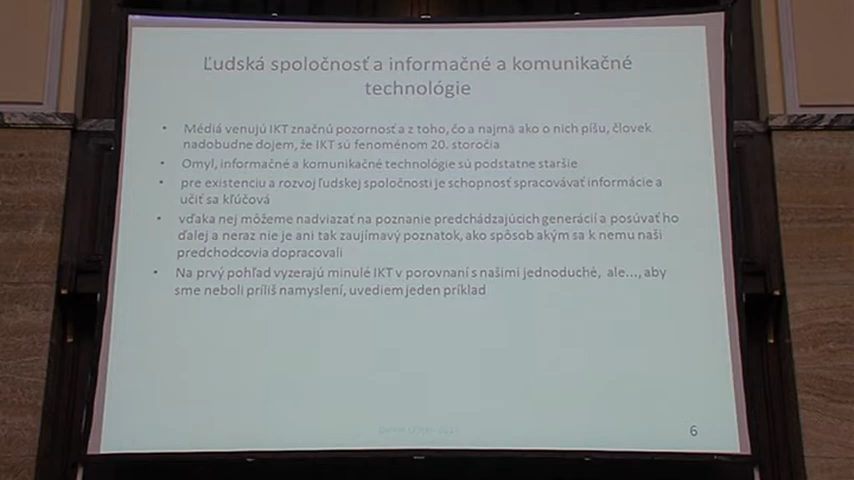 Ľudská spoločnosť a informačné a komunikačné
technológie
• Médiá venujú IKT značnú pozornosť a z toho, čo a najmä ako o nich píšu, človek
nadobudne dojem, že IKT sú fenoménom 20. storočia
• Omyl, informačné a komunikačné technológie sú podstatne staršie
• pre existenciu a rozvoj ľudskej spoločnosti je schopnosť spracovávať informácie a
učiť sa kľúčová
• vďaka nej môžeme nadviazať na poznanie predchádzajúcich generácií a posúvať ho
ďalej a neraz nie je ani tak zaujímavý poznatok, ako spôsob akým sa k nemu naši
predchodcovia dopracovali
• Na prvý pohľad vyzerajú minulé IKT v porovnaní s našimi jednoduché, ale..., aby
sme neboli príliš namyslení, uvediem jeden príklad
6